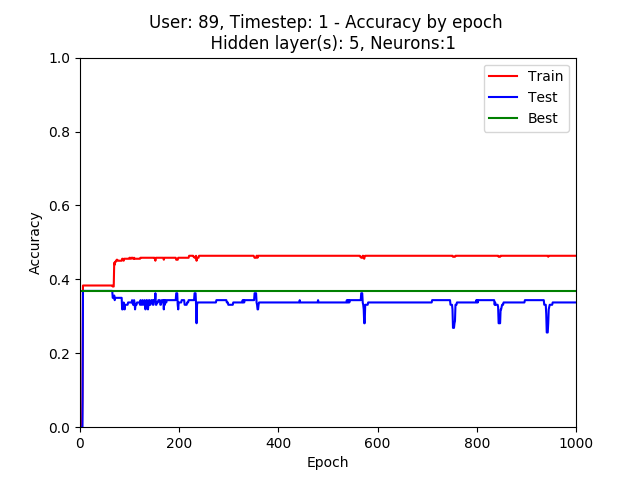 User: 89, Timestep: 1 - Accuracy by epoch
Hidden layer(s): 5, Neurons:1
1.0
0.8
0.6
0.4
0.2
0.0
Accuracy
Train
Test
Best
0
200
400
600
800
1000
Epoch